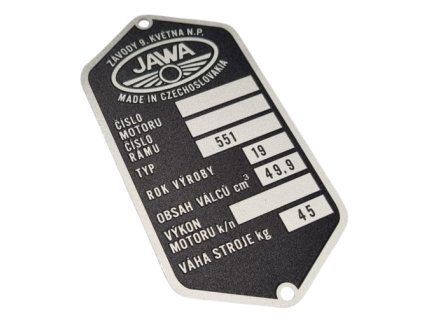 ZÁVODY 9. KVĚTNA N.P.
JAWA
MADE IN CZECHOSLOVAKIA
ČÍSLO
MOTORU
ČÍSLO
RÁMU
TYP 551
ROK VÝROBY 19
OBSAH VÁLCŮ cm³ 49.9
VÝKON
MOTORU k/n
VÁHA STROJE kg 45